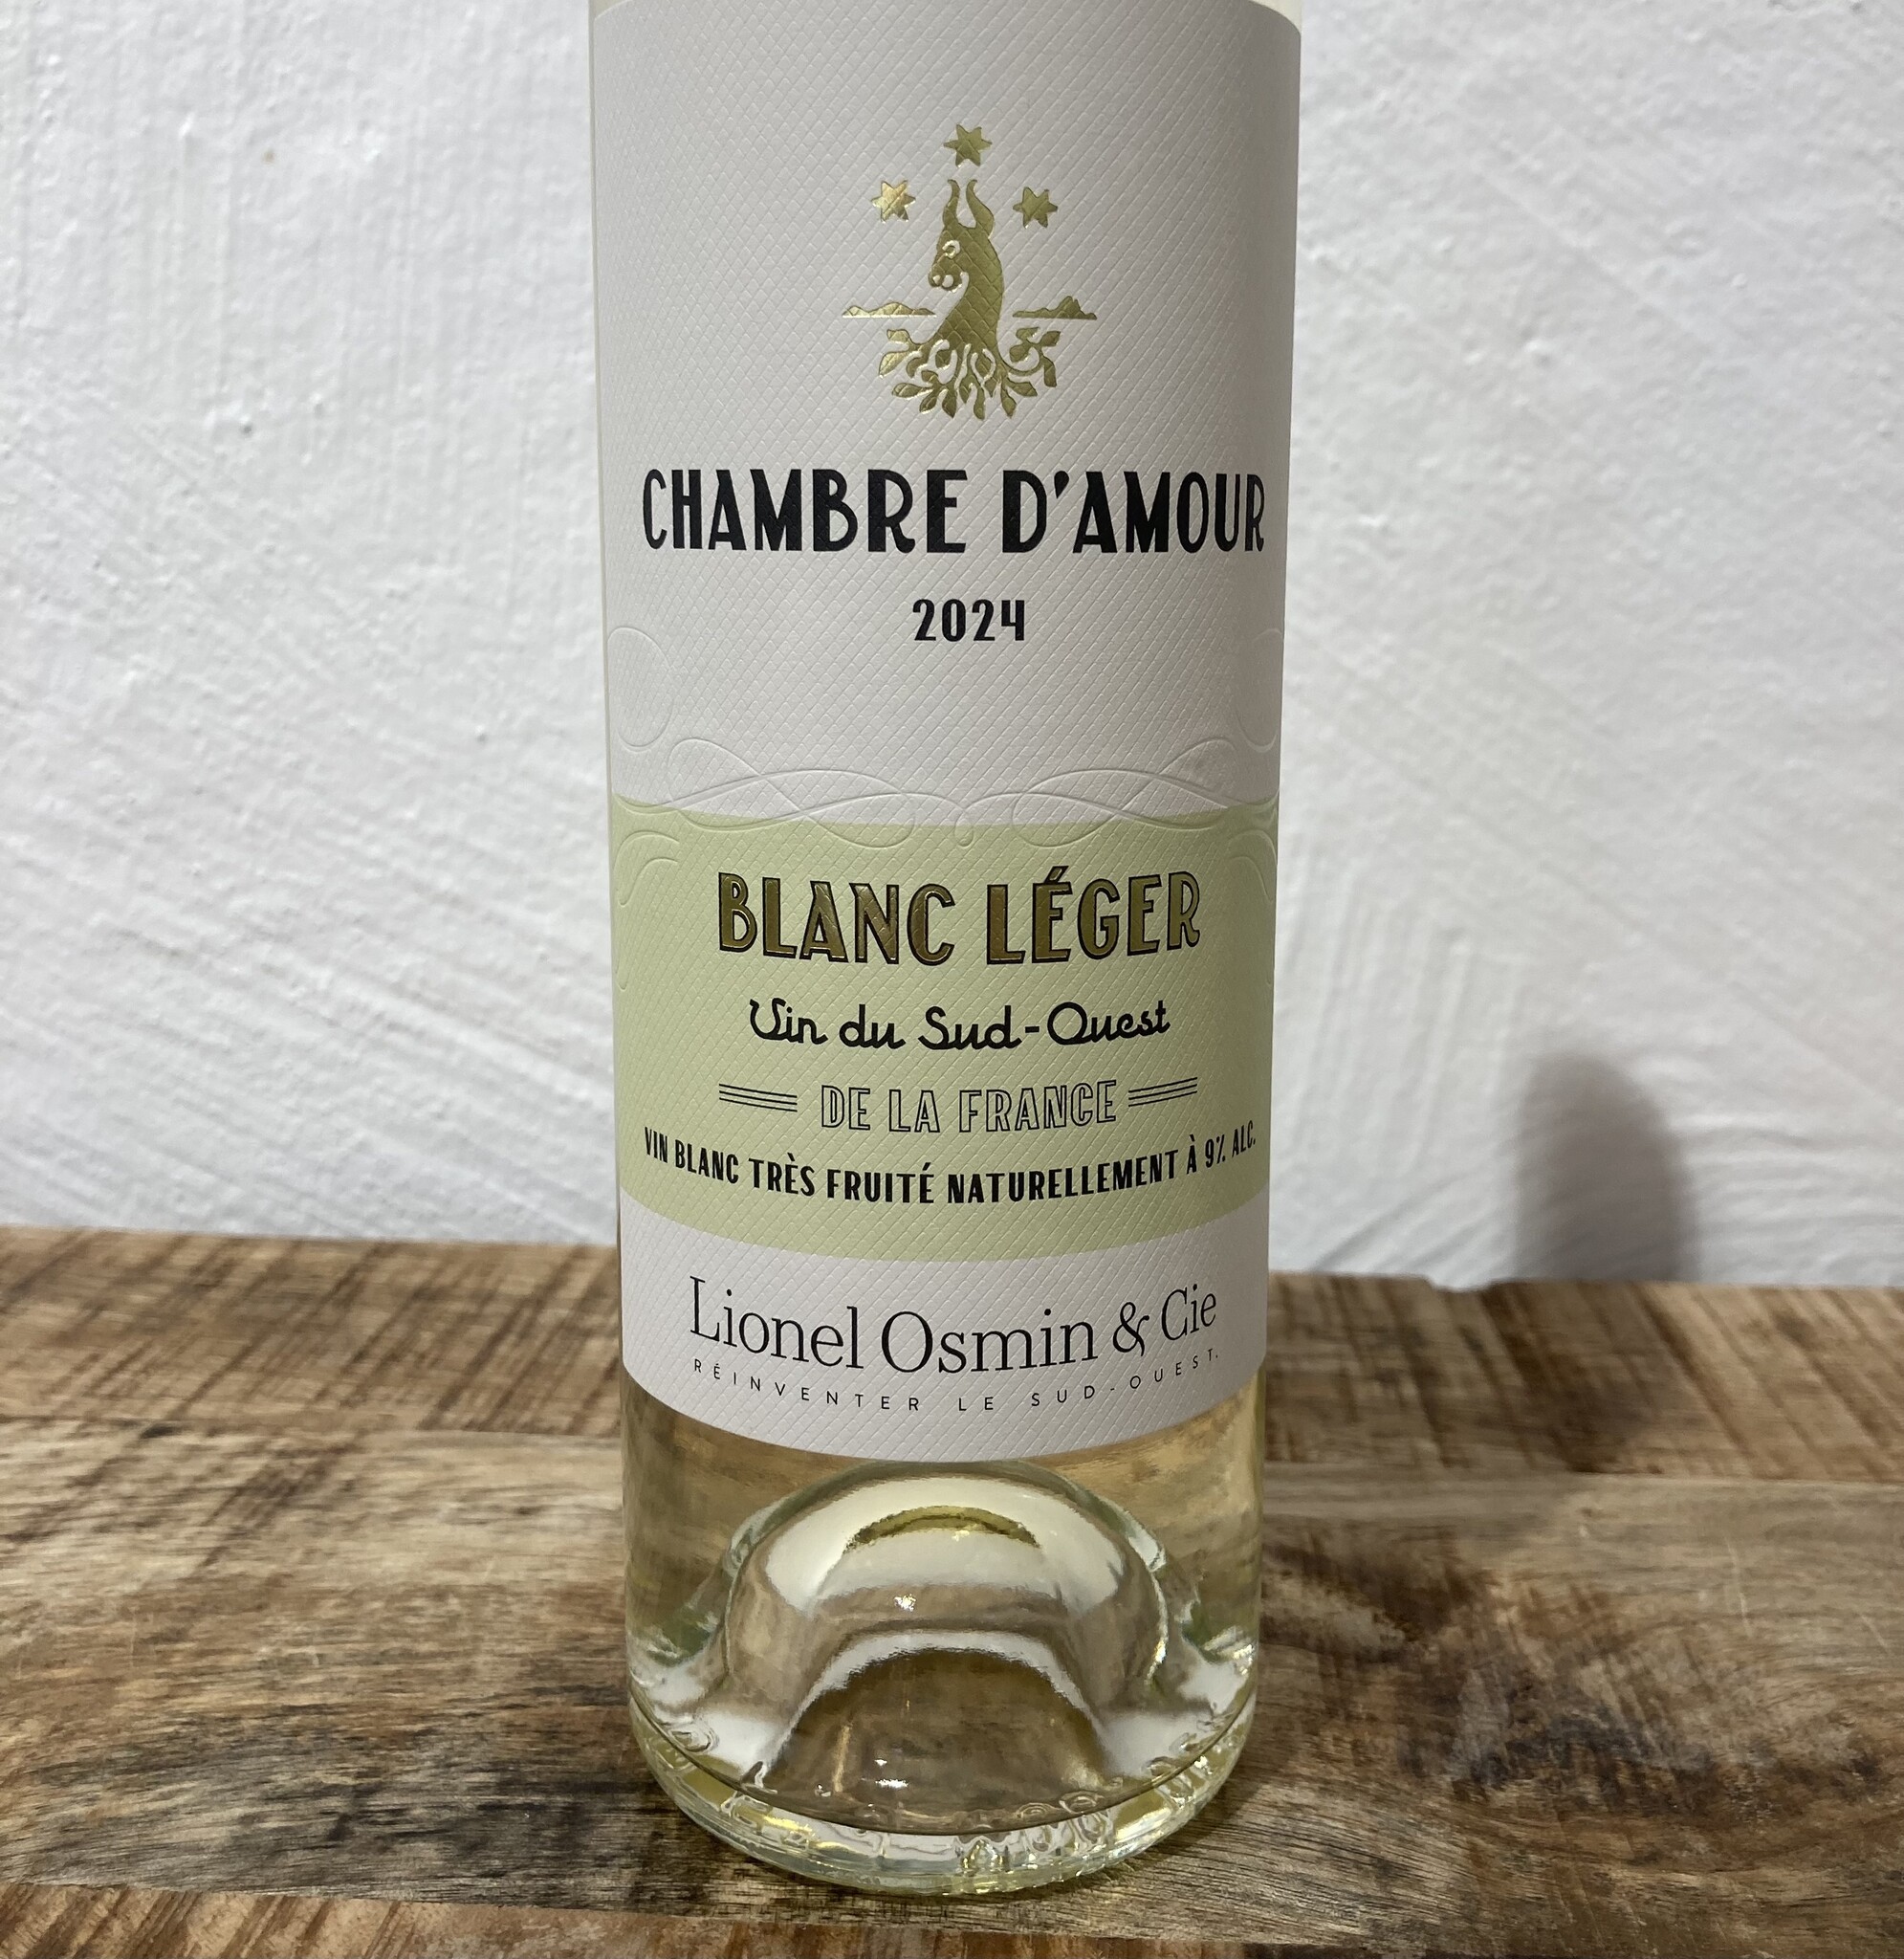 CHAMBRE D'AMOUR
2024
BLANC LÉGER
Vin du Sud-Ouest
DE LA FRANCE
VIN BLANC TRÈS FRUITÉ NATURELLEMENT À 9% ALC.
Lionel Osmin & Cie
RÉINVENTER LE SUD-OUEST.